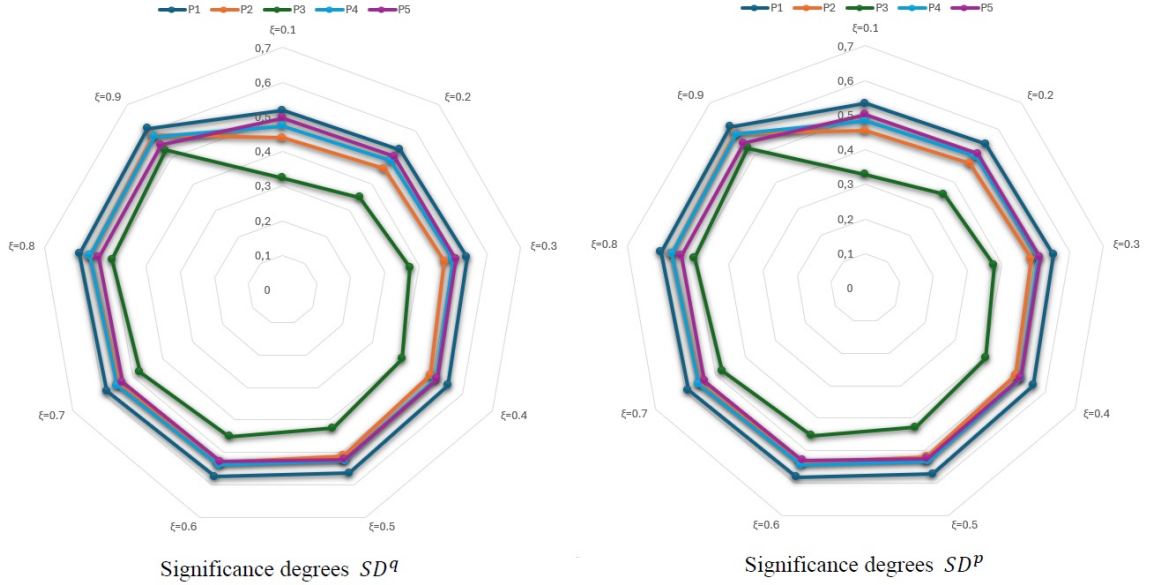 P1 P2 P3 P4 P5
ξ=0.1
0,7
0,6
0,5
0,4
0,3
0,2
0,1
0
ξ=0.2
ξ=0.3
ξ=0.4
ξ=0.5
ξ=0.6
ξ=0.7
ξ=0.8
ξ=0.9
Significance degrees SD^q
P1 P2 P3 P4 P5
ξ=0.1
0,7
0,6
0,5
0,4
0,3
0,2
0,1
0
ξ=0.2
ξ=0.3
ξ=0.4
ξ=0.5
ξ=0.6
ξ=0.7
ξ=0.8
ξ=0.9
Significance degrees SD^p